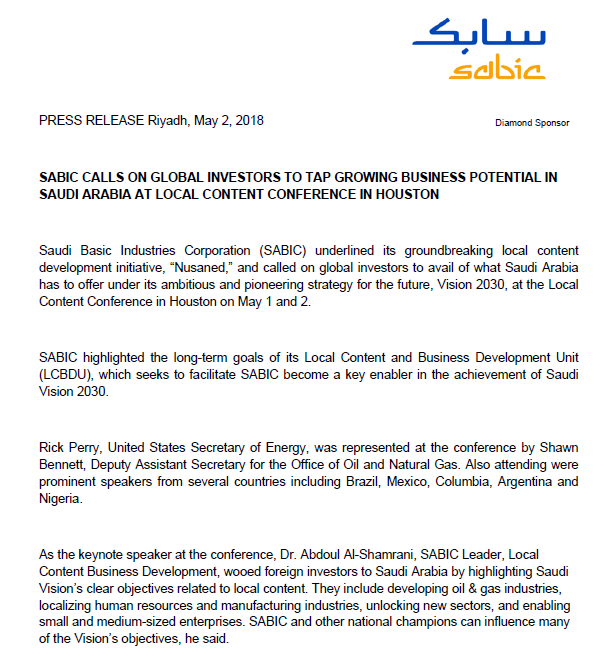 سابك
sabic
PRESS RELEASE Riyadh, May 2, 2018
Diamond Sponsor
SABIC CALLS ON GLOBAL INVESTORS TO TAP GROWING BUSINESS POTENTIAL IN
SAUDI ARABIA AT LOCAL CONTENT CONFERENCE IN HOUSTON
Saudi Basic Industries Corporation (SABIC) underlined its groundbreaking local content
development initiative, “Nusaned,” and called on global investors to avail of what Saudi Arabia
has to offer under its ambitious and pioneering strategy for the future, Vision 2030, at the Local
Content Conference in Houston on May 1 and 2.
SABIC highlighted the long-term goals of its Local Content and Business Development Unit
(LCBDU), which seeks to facilitate SABIC become a key enabler in the achievement of Saudi
Vision 2030.
Rick Perry, United States Secretary of Energy, was represented at the conference by Shawn
Bennett, Deputy Assistant Secretary for the Office of Oil and Natural Gas. Also attending were
prominent speakers from several countries including Brazil, Mexico, Columbia, Argentina and
Nigeria.
As the keynote speaker at the conference, Dr. Abdoul Al-Shamrani, SABIC Leader, Local
Content Business Development, wooed foreign investors to Saudi Arabia by highlighting Saudi
Vision’s clear objectives related to local content. They include developing oil & gas industries,
localizing human resources and manufacturing industries, unlocking new sectors, and enabling
small and medium-sized enterprises. SABIC and other national champions can influence many
of the Vision’s objectives, he said.